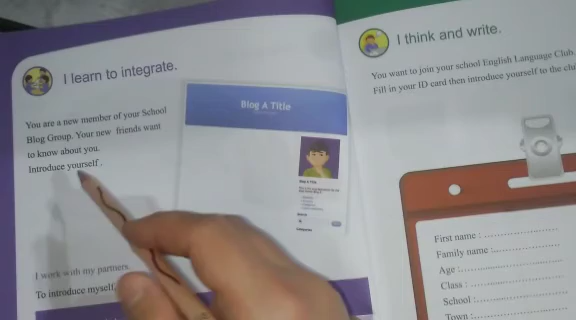 I learn to integrate.
You are a new member of your School
Blog Group. Your new friends want
to know about you.
Introduce yourself .
Blog A Title
I work with my partners.
To introduce myself,
I think and write.
You want to join your school English Language Club.
Fill in your ID card then introduce yourself to the
First name : ........................
Family name :........................
Age :........................
Class :........................
School :........................
Town :........................